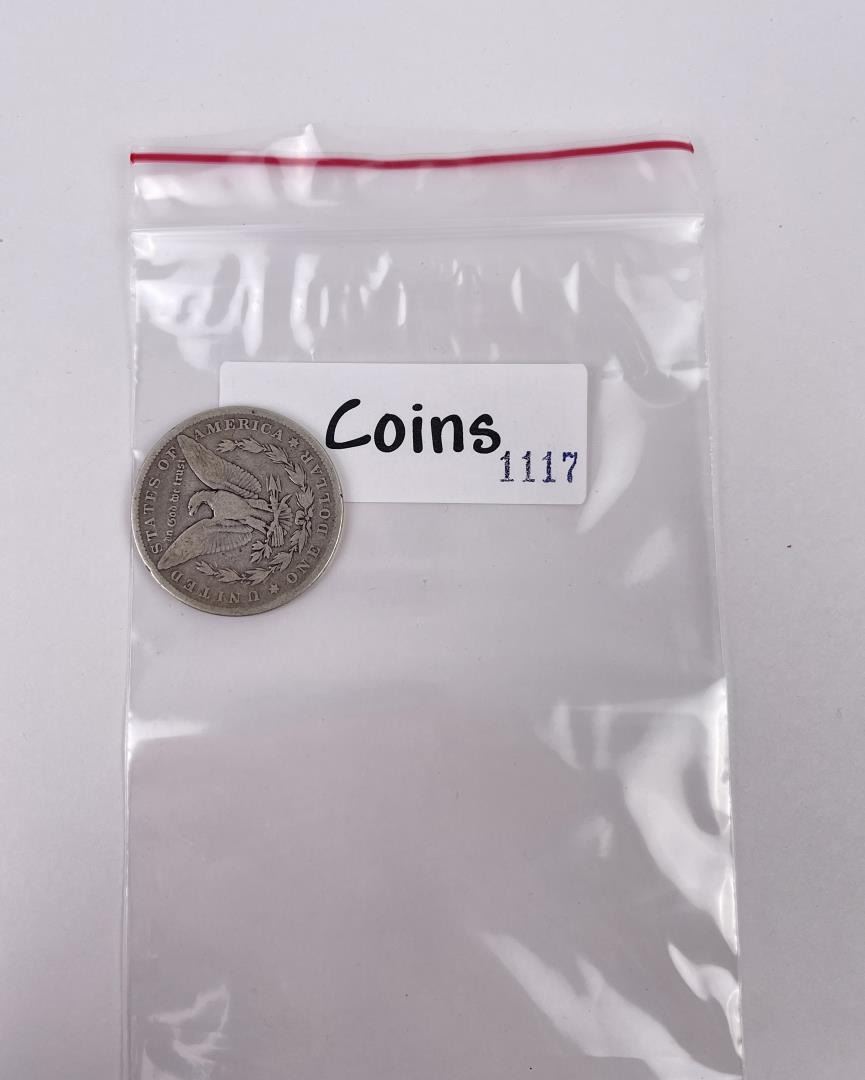 Coins
1117
UNITED STATES OF AMERICA
In God we trust
ONE DOLLAR